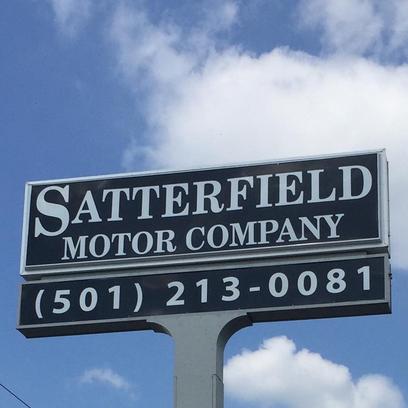 SATTERFIELD
MOTOR COMPANY
(501) 213-0081